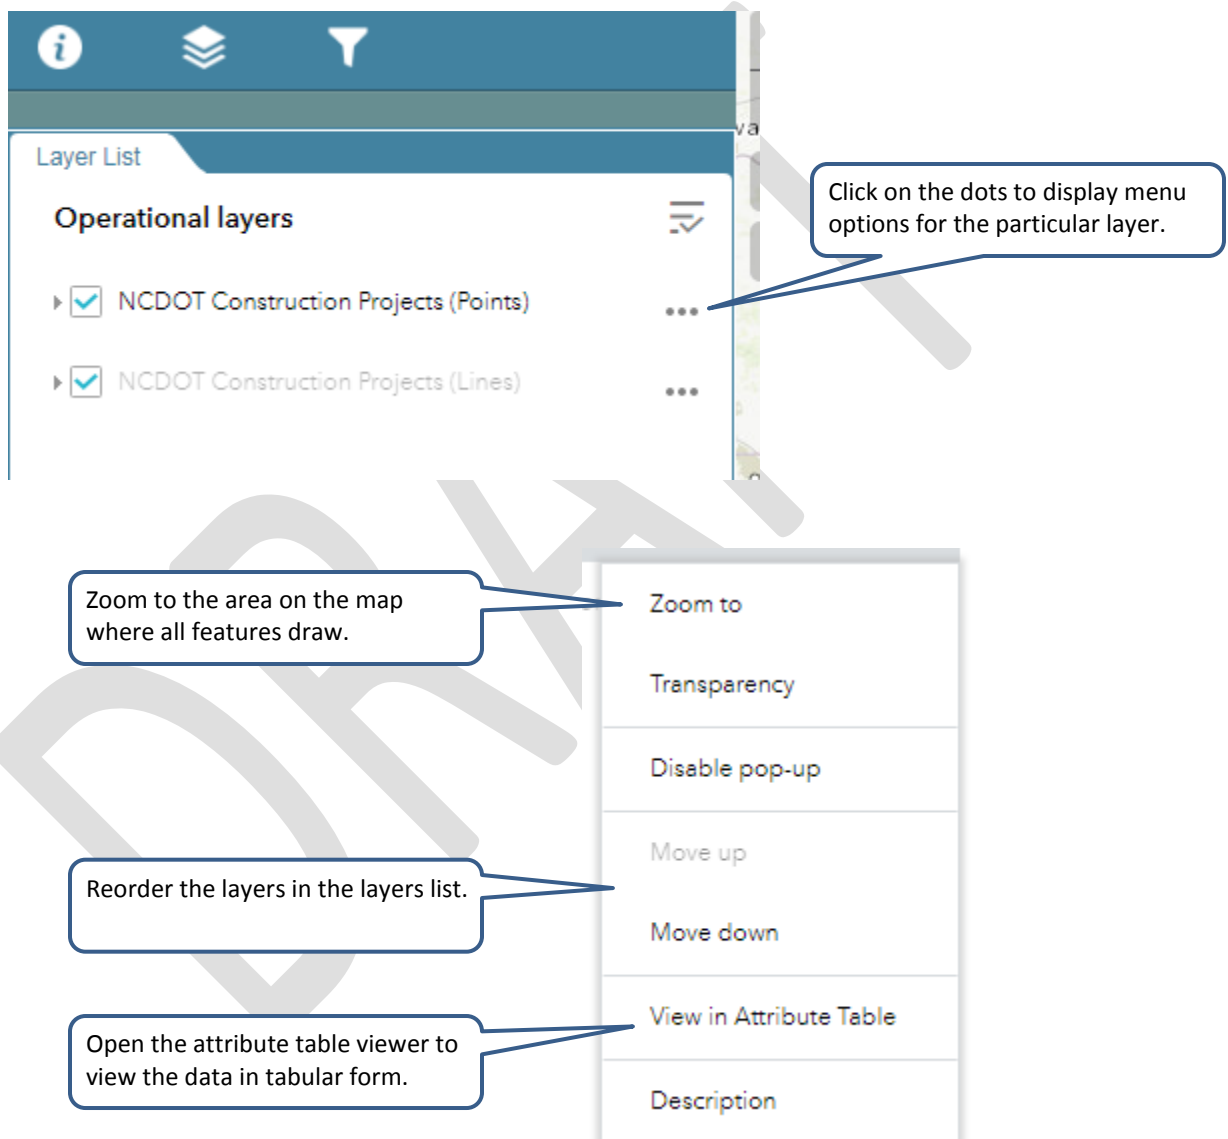 Layer List
Operational layers
NCDOT Construction Projects (Points)
NCDOT Construction Projects (Lines)
Click on the dots to display menu
options for the particular layer.
va
DRAFT
Zoom to the area on the map
where all features draw.
Reorder the layers in the layers list.
Open the attribute table viewer to
view the data in tabular form.
Zoom to
Transparency
Disable pop-up
Move up
Move down
View in Attribute Table
Description